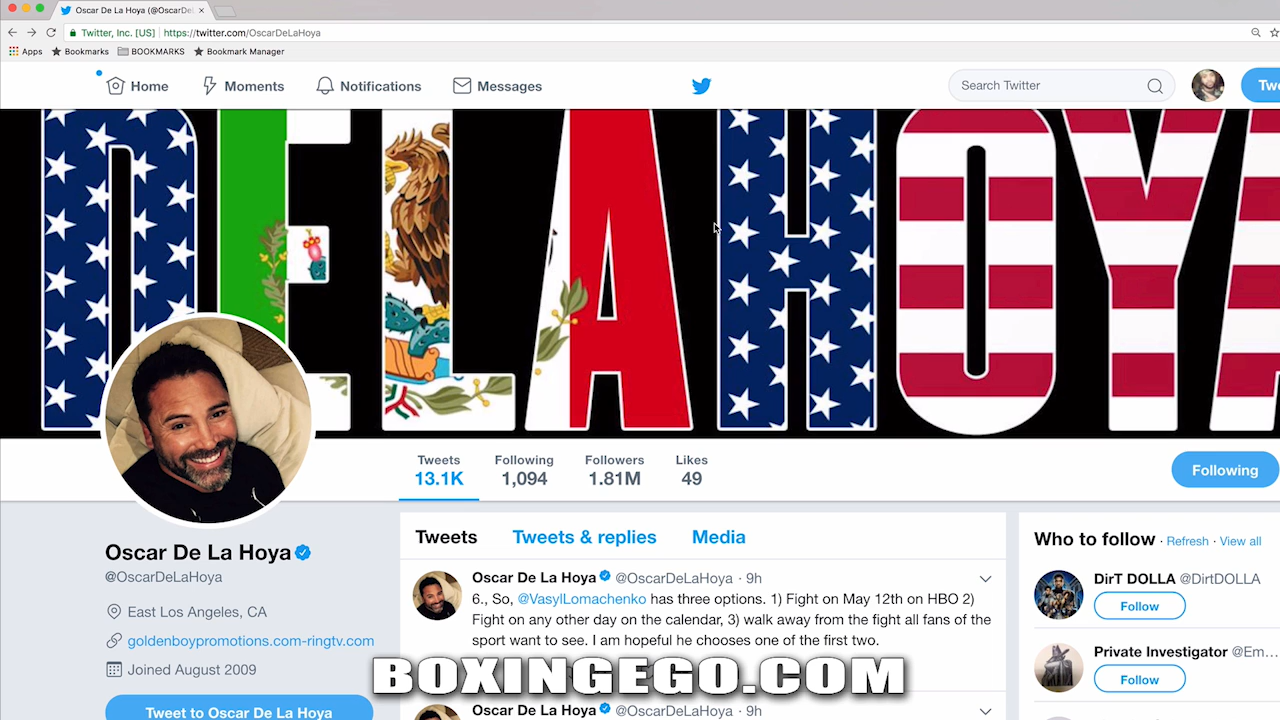 Oscar De La Hoya (@OscarDeL
Twitter, Inc. [US] https://twitter.com/OscarDeLaHoya
Apps Bookmarks BOOKMARKS Bookmark Manager
Home Moments Notifications Messages Search Twitter Twe
DE LA HOYA
Tweets Following Followers Likes
13.1K 1,094 1.81M 49 Following
Oscar De La Hoya
@OscarDeLaHoya
East Los Angeles, CA
goldenboypromotions.com-ringtv.com
Joined August 2009
Tweet to Oscar De La Hoya
Tweets Tweets & replies Media
Oscar De La Hoya @OscarDeLaHoya · 9h
6., So, @VasylLomachenko has three options. 1) Fight on May 12th on HBO 2)
Fight on any other day on the calendar, 3) walk away from the fight all fans of the
sport want to see. I am hopeful he chooses one of the first two.
Oscar De La Hoya @OscarDeLaHoya · 9h
Who to follow · Refresh · View all
DirT DOLLA @DirtDOLLA
Follow
Private Investigator @Em...
Follow
BOXINGEGO.COM